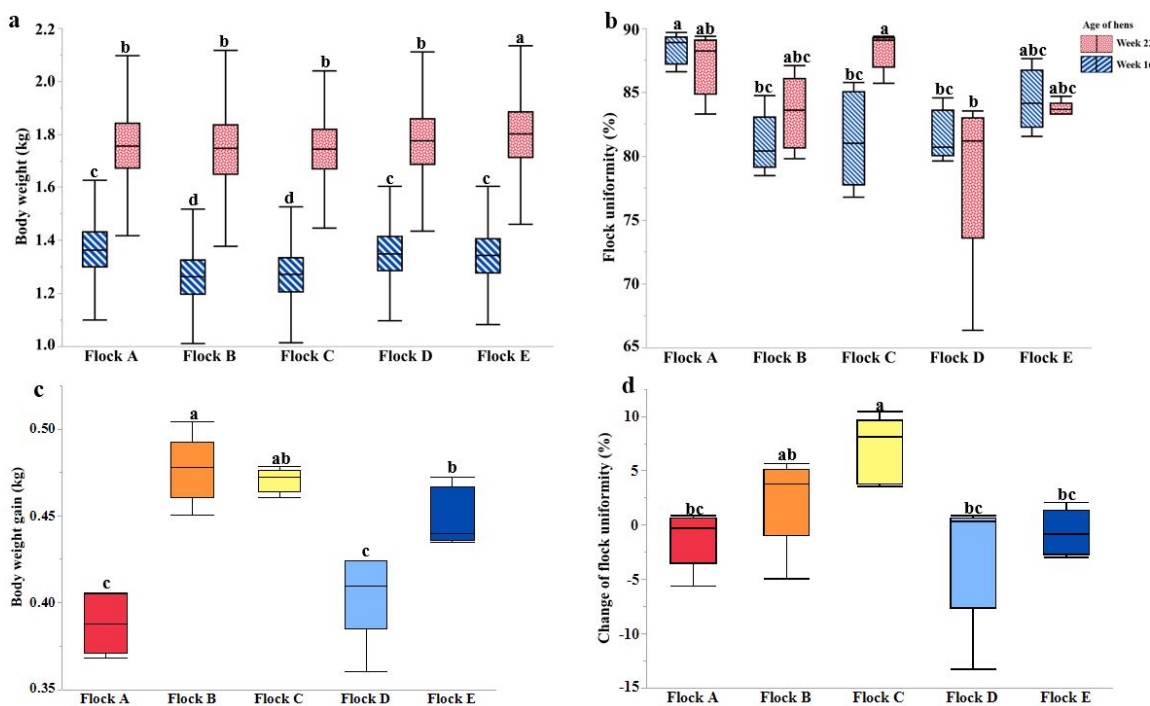 a
2.2
2.0
1.8
1.6
1.4
1.2
1.0
Body weight (kg)
b b b b a
c d d c c
Flock A Flock B Flock C Flock D Flock E
b
90
85
80
75
70
65
Flock uniformity (%)
Age of hens
Week
Week 16
a ab bc abc bc a bc b abc abc
Flock A Flock B Flock C Flock D Flock E
c
0.50
0.45
0.40
0.35
Body weight gain (kg)
c a ab c b
Flock A Flock B Flock C Flock D Flock E
d
10
5
0
-5
-10
-15
Change of flock uniformity (%)
bc ab a bc bc
Flock A Flock B Flock C Flock D Flock E